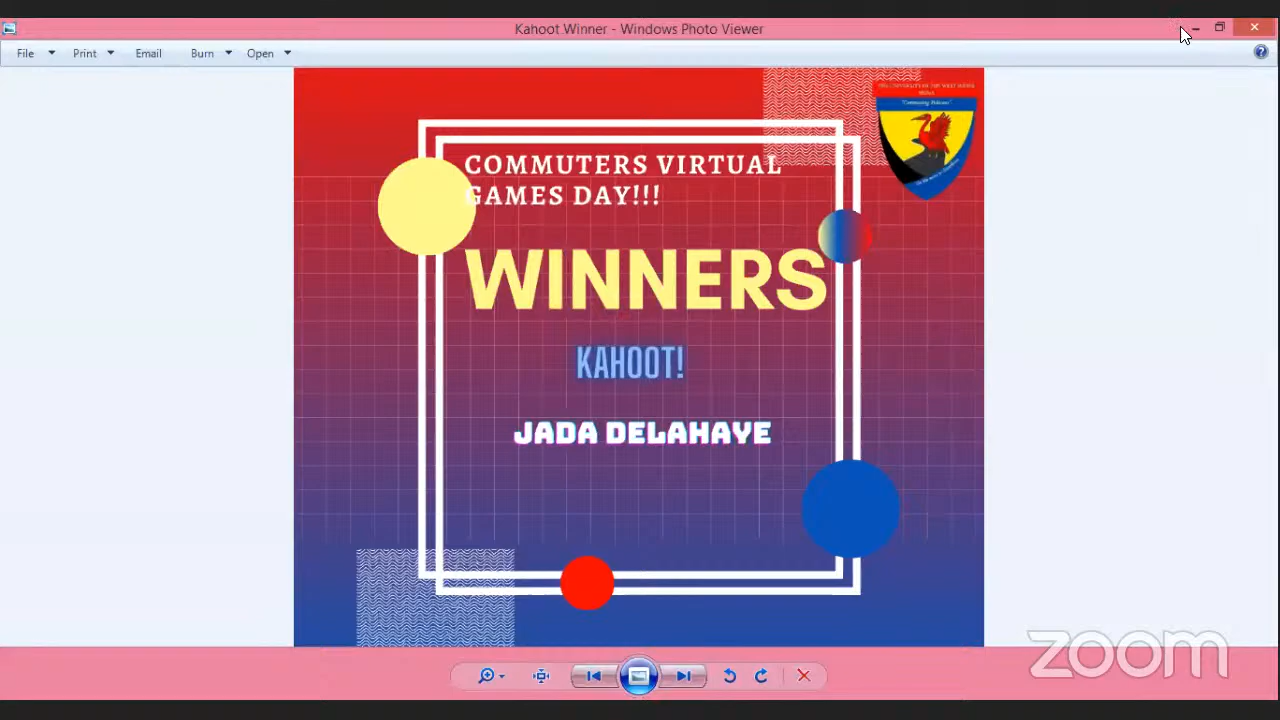 Kahoot Winner - Windows Photo Viewer
File Print Email Burn Open
COMMUTERS VIRTUAL
GAMES DAY!!!
WINNERS
KAHOOT!
JADA DELAHAYE
zoom